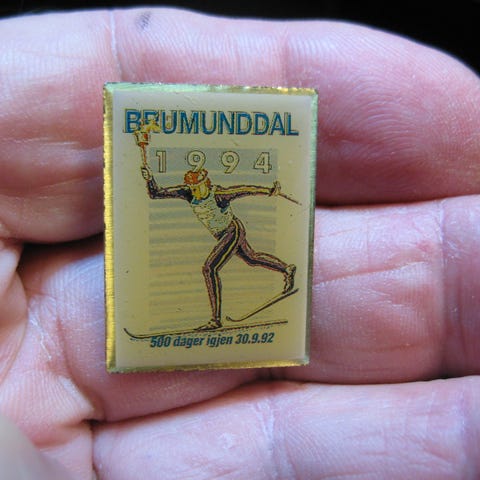 BRUMUNDDAL
1994
500 dager igjen 30.9.92